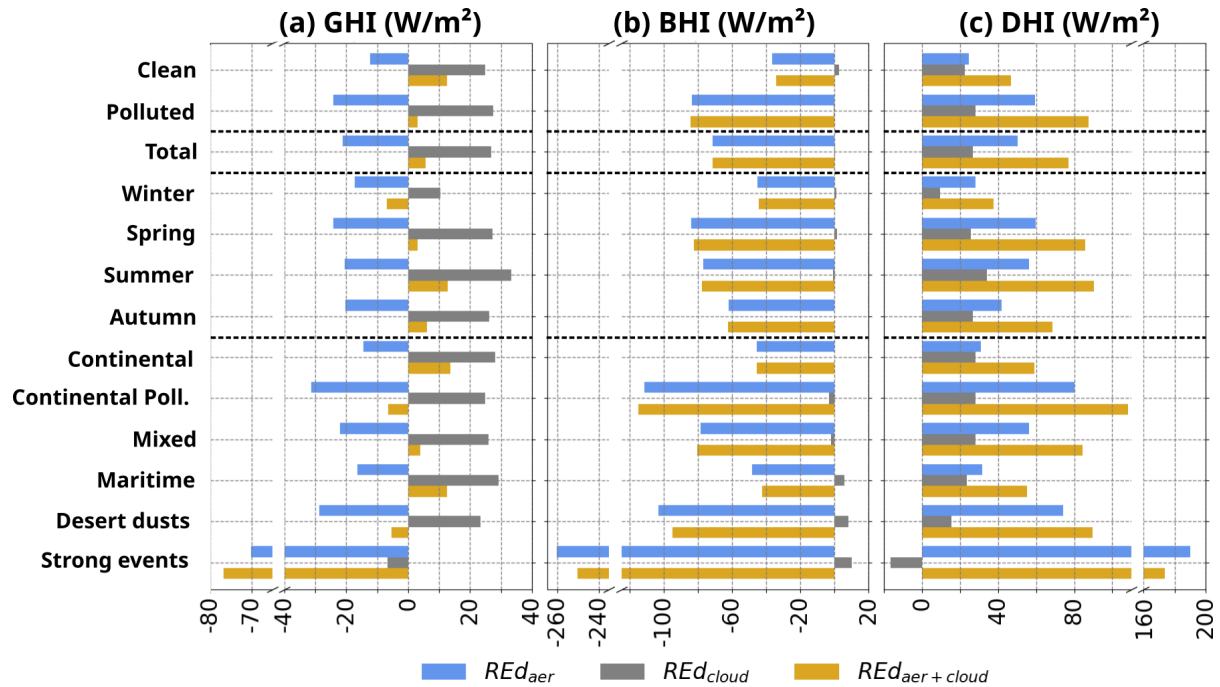 (a) GHI (W/m²) (b) BHI (W/m²) (c) DHI (W/m²)
Clean
Polluted
Total
Winter
Spring
Summer
Autumn
Continental
Continental Poll.
Mixed
Maritime
Desert dusts
Strong events
-80 -70 -40 -20 0 20 40 -260 -240 -100 -60 -20 20 0 40 80 160 200
REd_aer REd_cloud REd_aer+cloud